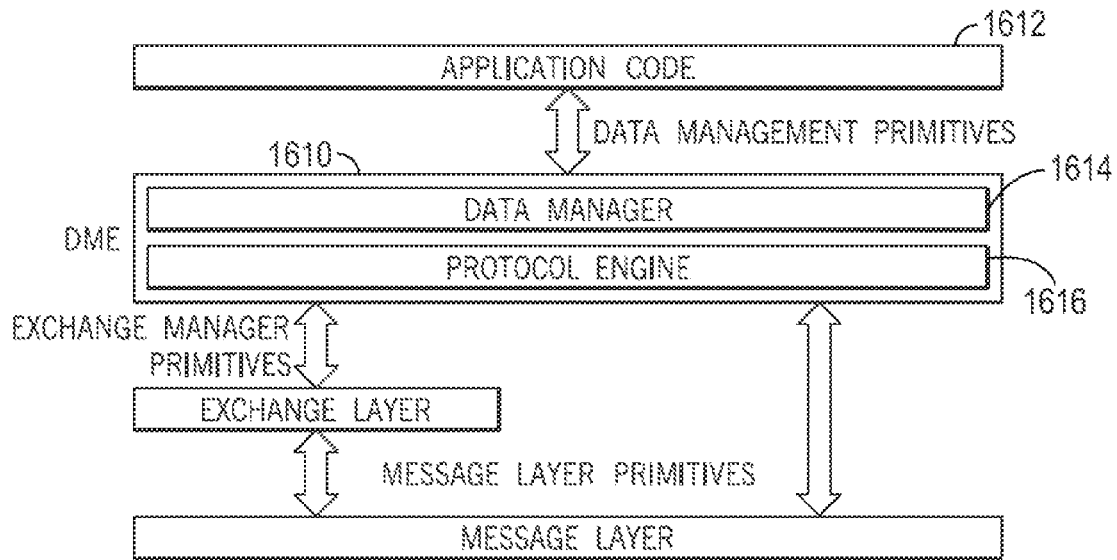 1612
APPLICATION CODE
DATA MANAGEMENT PRIMITIVES
1610
1614
DATA MANAGER
DME
PROTOCOL ENGINE
1616
EXCHANGE MANAGER
PRIMITIVES
EXCHANGE LAYER
MESSAGE LAYER PRIMITIVES
MESSAGE LAYER